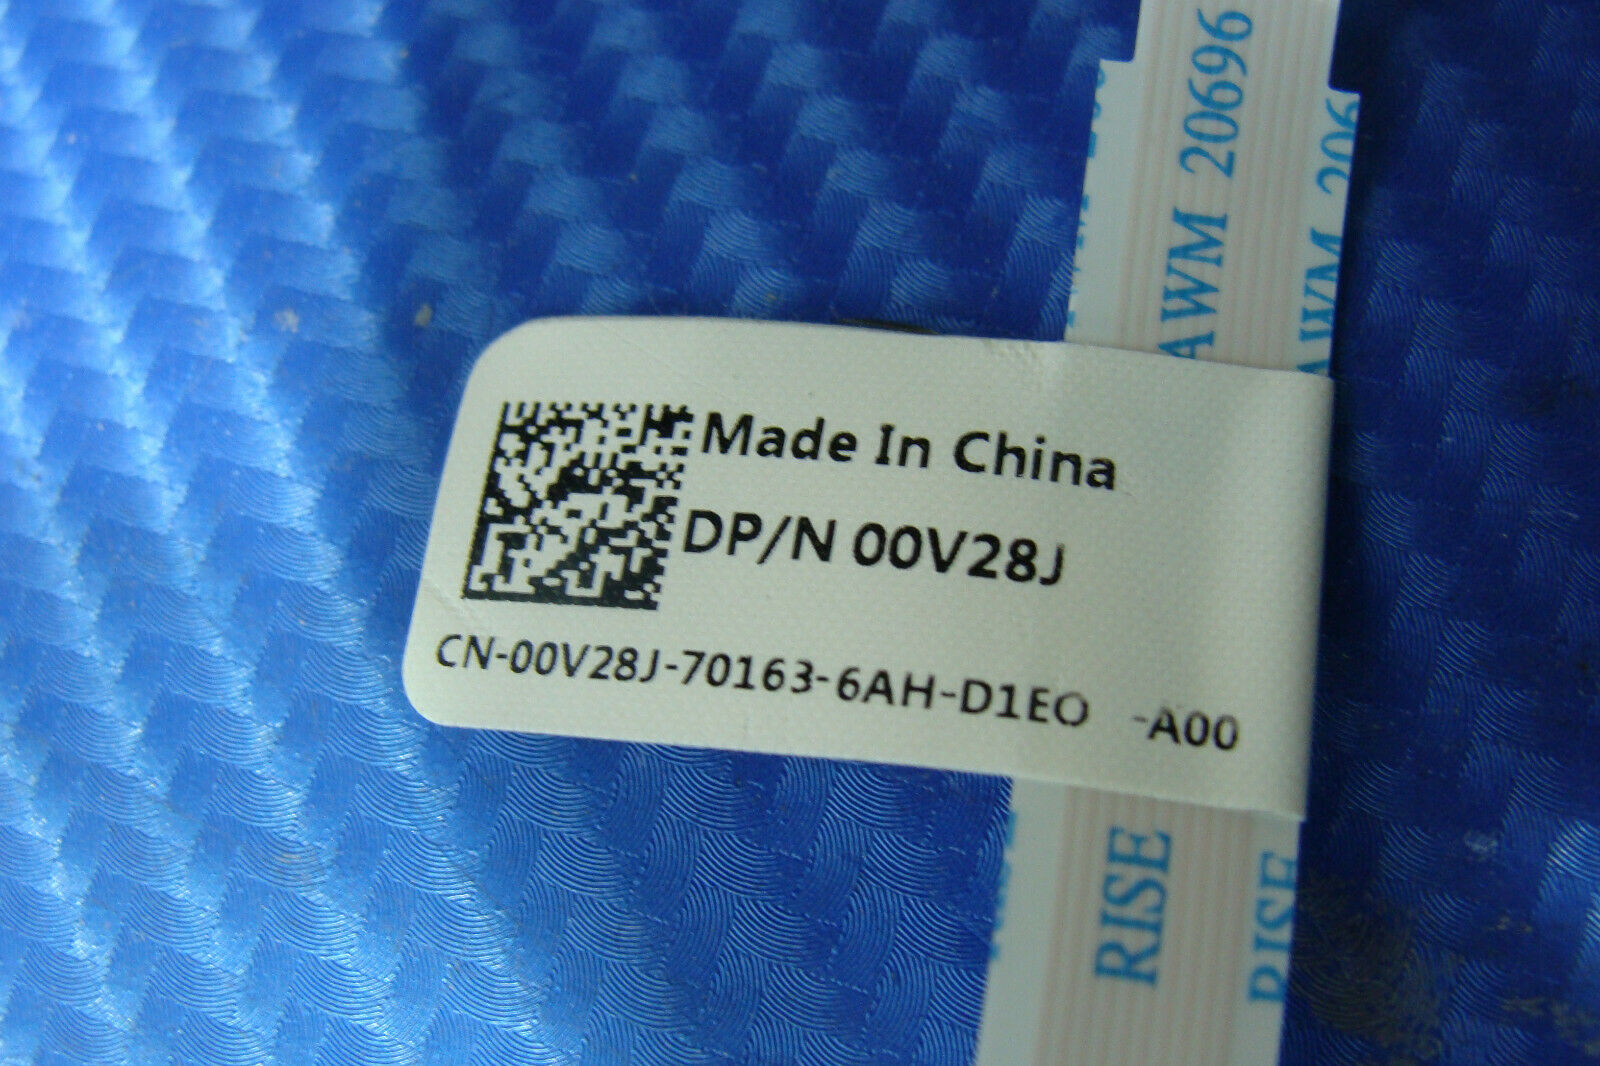 AWM 20696
AWM 206
Made In China
DP/N 00V28J
CN-00V28J-70163-6AH-D1EO -A00
RISE
RISE